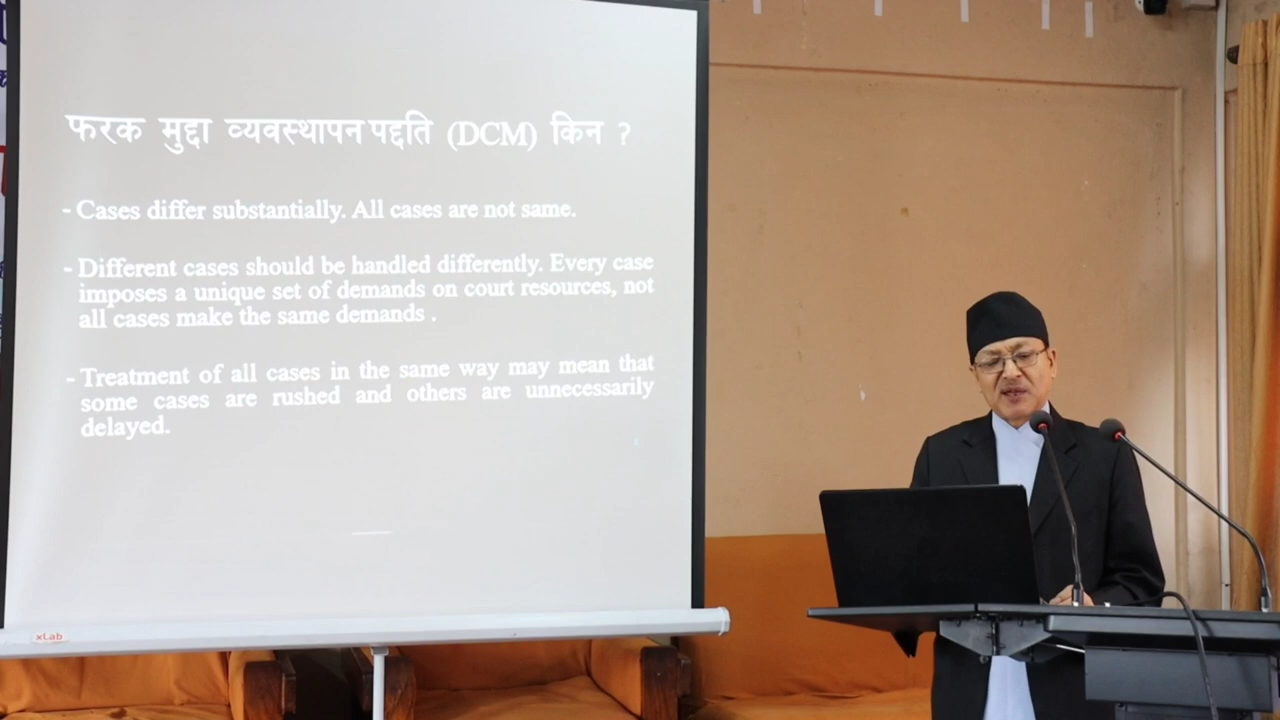 फरक मुद्दा व्यवस्थापन पद्दति (DCM) किन ?
- Cases differ substantially. All cases are not same.
- Different cases should be handled differently. Every case
imposes a unique set of demands on court resources, not
all cases make the same demands .
- Treatment of all cases in the same way may mean that
some cases are rushed and others are unnecessarily
delayed.
xLab